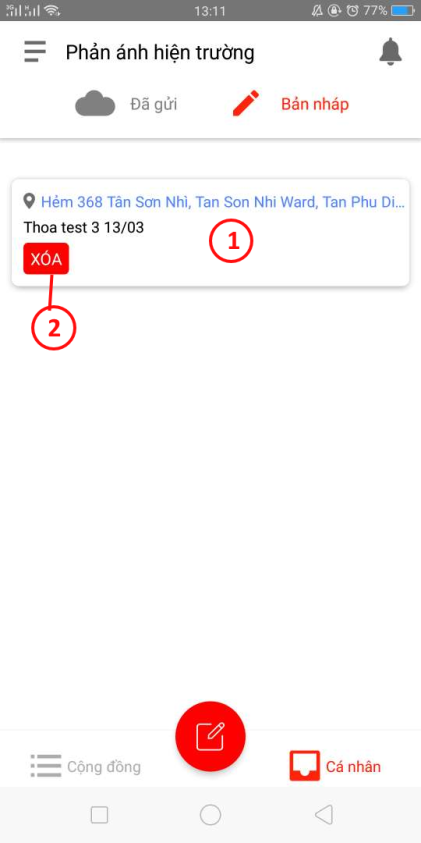 13:11 77%
Phản ánh hiện trường
Đã gửi Bản nháp
Hẻm 368 Tân Sơn Nhì, Tan Son Nhi Ward, Tan Phu Di...
Thoa test 3 13/03
1
XÓA
2
Cộng đồng Cá nhân